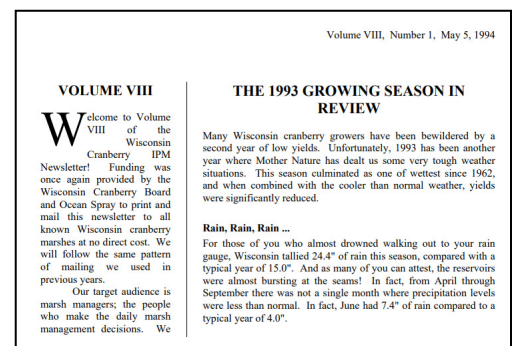 Volume VIII, Number 1, May 5, 1994
VOLUME VIII
Welcome to Volume
VIII of the
Wisconsin
Cranberry IPM
Newsletter! Funding was
once again provided by the
Wisconsin Cranberry Board
and Ocean Spray to print and
mail this newsletter to all
known Wisconsin cranberry
marshes at no direct cost. We
will follow the same pattern
of mailing we used in
previous years.
Our target audience is
marsh managers; the people
who make the daily marsh
management decisions. We
THE 1993 GROWING SEASON IN
REVIEW
Many Wisconsin cranberry growers have been bewildered by a
second year of low yields. Unfortunately, 1993 has been another
year where Mother Nature has dealt us some very tough weather
situations. This season culminated as one of wettest since 1962,
and when combined with the cooler than normal weather, yields
were significantly reduced.
Rain, Rain, Rain ...
For those of you who almost drowned walking out to your rain
gauge, Wisconsin tallied 24.4" of rain this season, compared with a
typical year of 15.0". And as many of you can attest, the reservoirs
were almost bursting at the seams! In fact, from April through
September there was not a single month where precipitation levels
were less than normal. In fact, June had 7.4" of rain compared to a
typical year of 4.0".